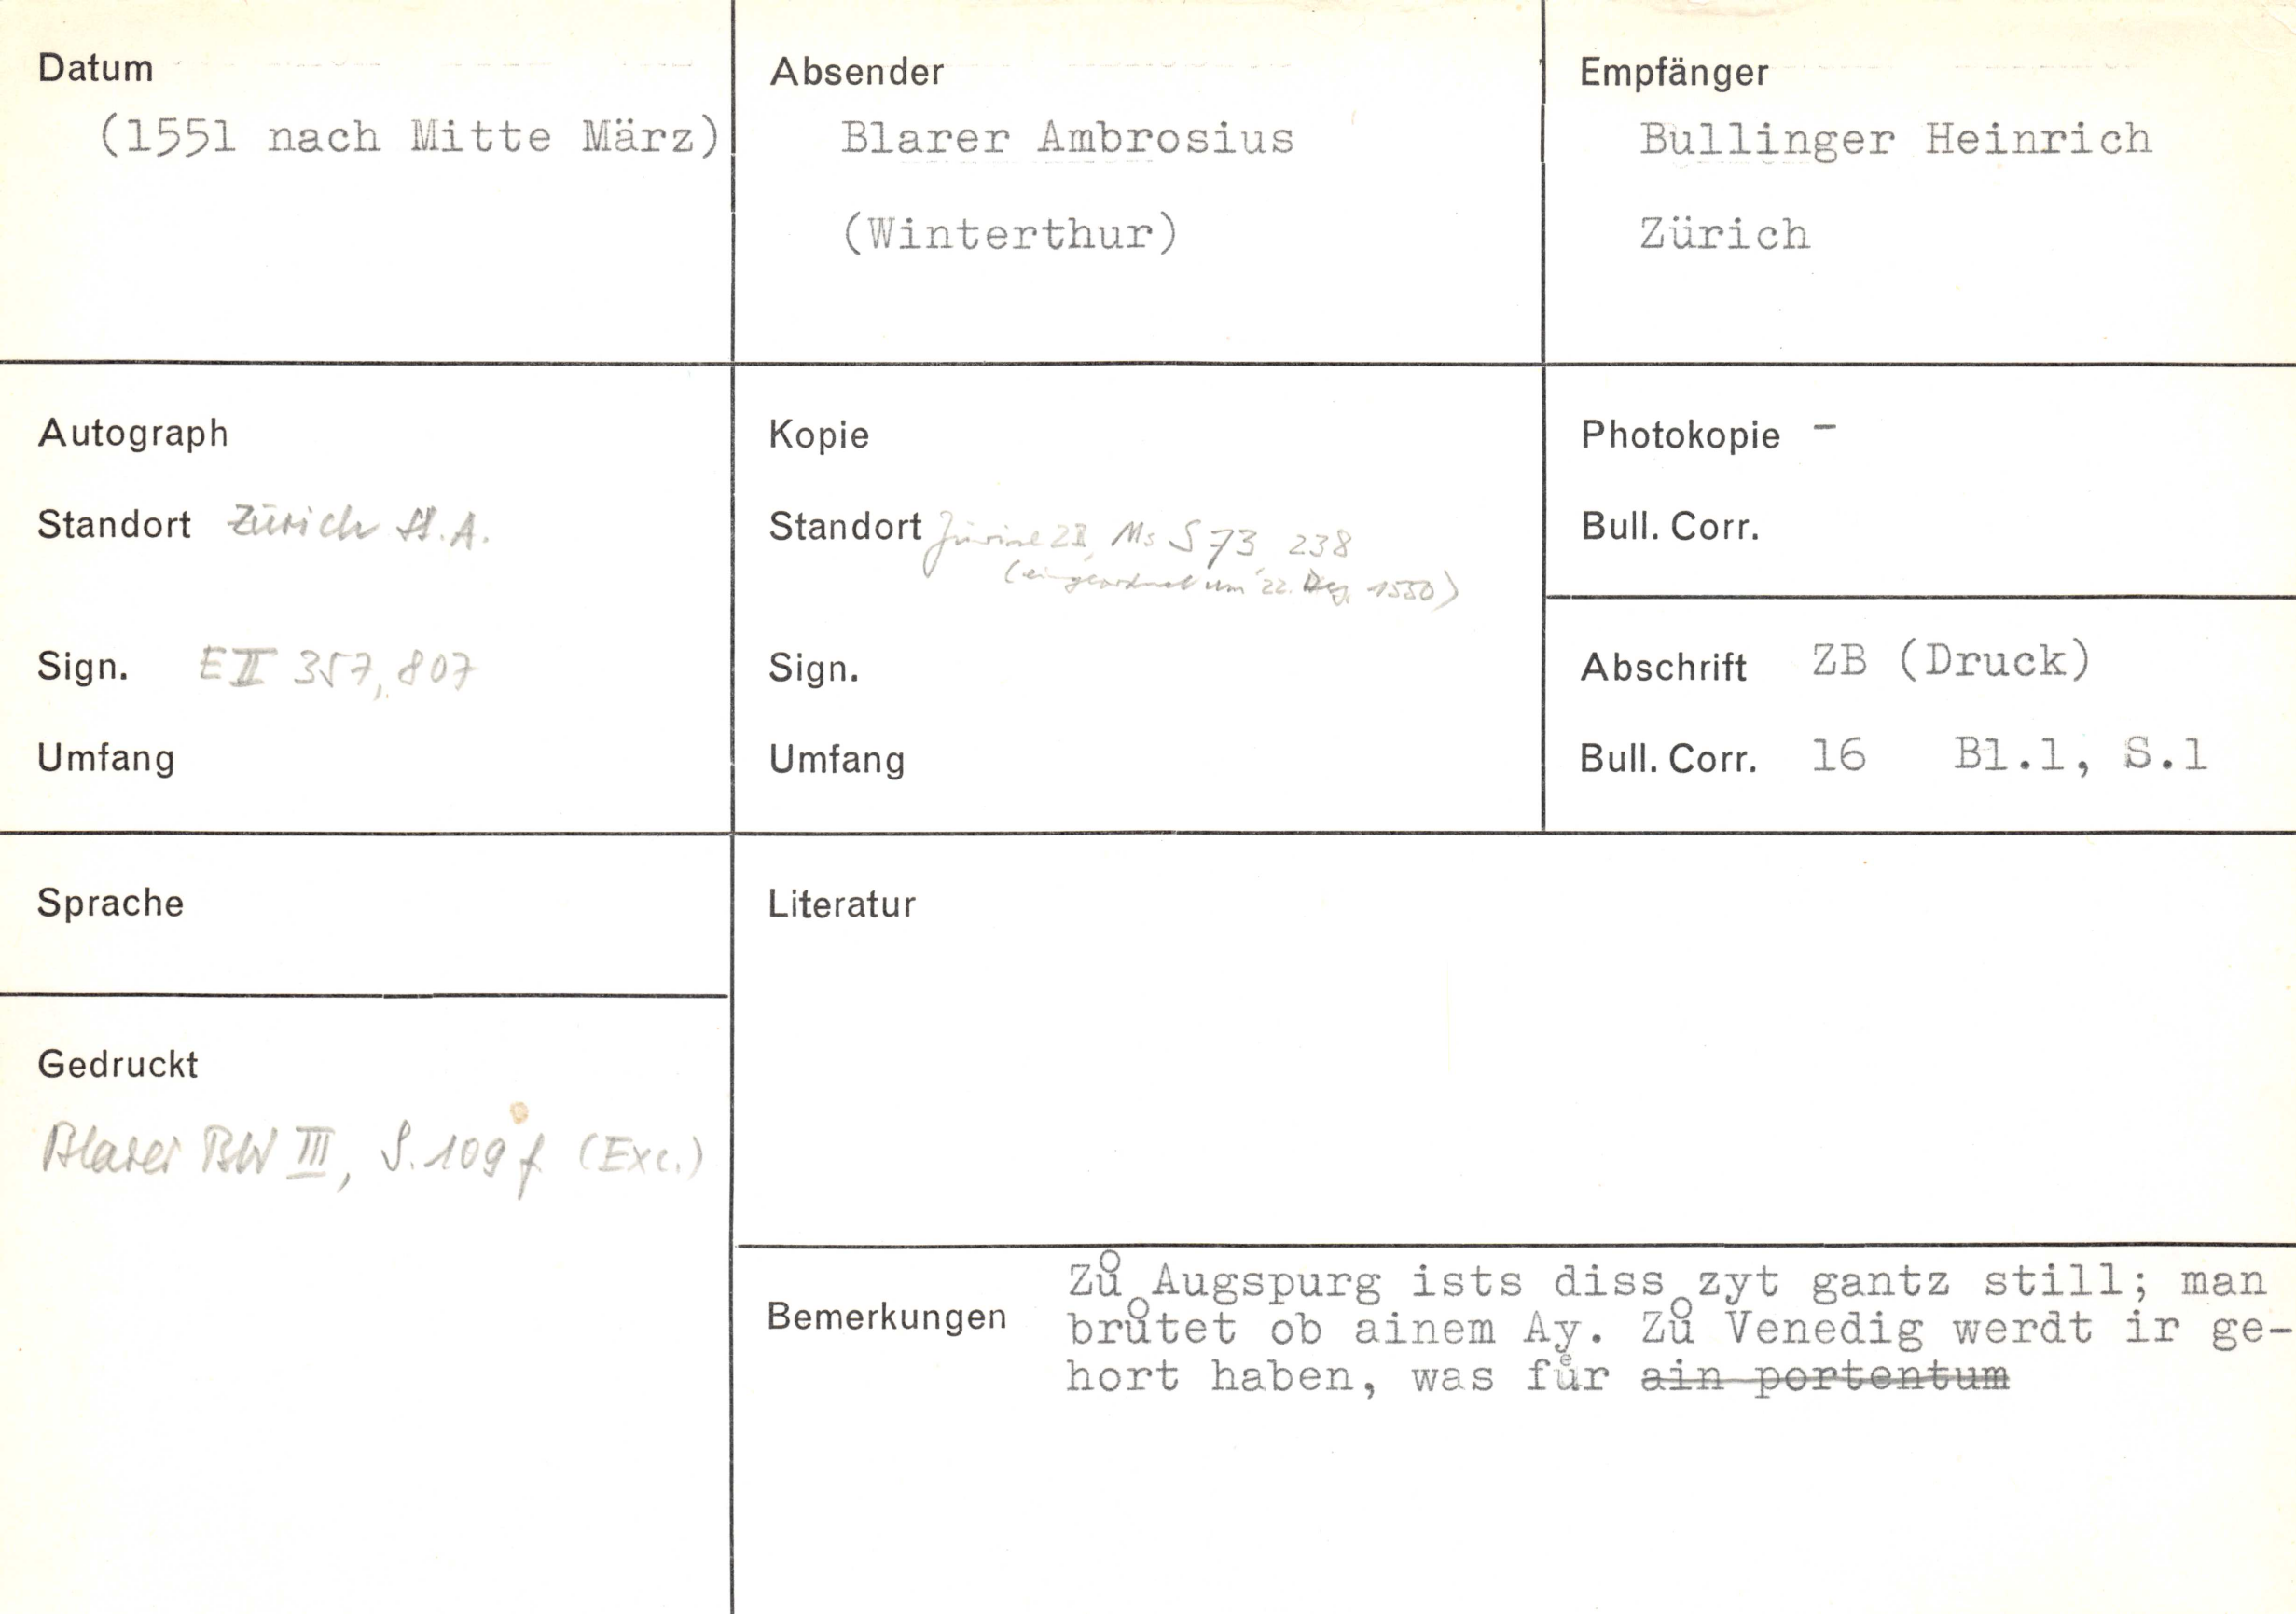 Datum
(1551 nach Mitte März)
Absender
Blarer Ambrosius
(Winterthur)
Empfänger
Bullinger Heinrich
Zürich
Autograph
Standort Zürich St.A.
Sign. E II 357, 807
Umfang
Kopie
Standort Zürich ZB, Ms S 73, 238
(eingeordnet um 22. Dez. 1550)
Sign.
Umfang
Photokopie -
Bull. Corr.
Abschrift ZB (Druck)
Bull. Corr. 16 Bl.1, S.1
Sprache
Gedruckt
Blarer BW III, S. 109 f (Exc.)
Literatur
Bemerkungen
Zů Augspurg ists diss zyt gantz still; man
brůtet ob ainem Ay. Zů Venedig werdt ir ge-
hort haben, was fuͤr ain portentum